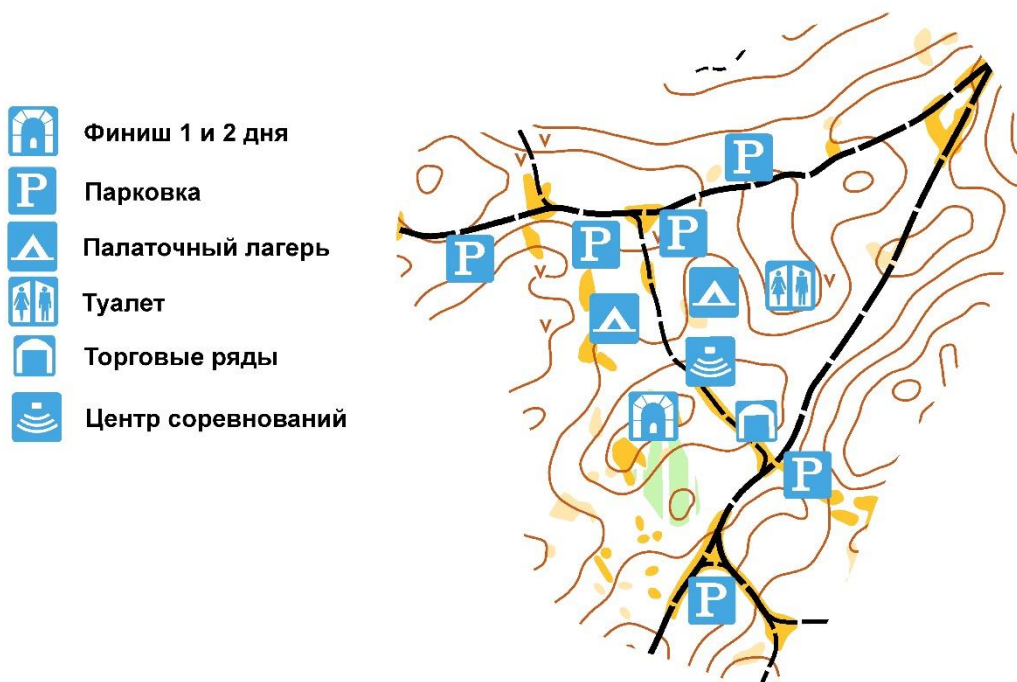 Финиш 1 и 2 дня
P Парковка
Палаточный лагерь
Туалет
Торговые ряды
Центр соревнований
P
P
P
P
P
P